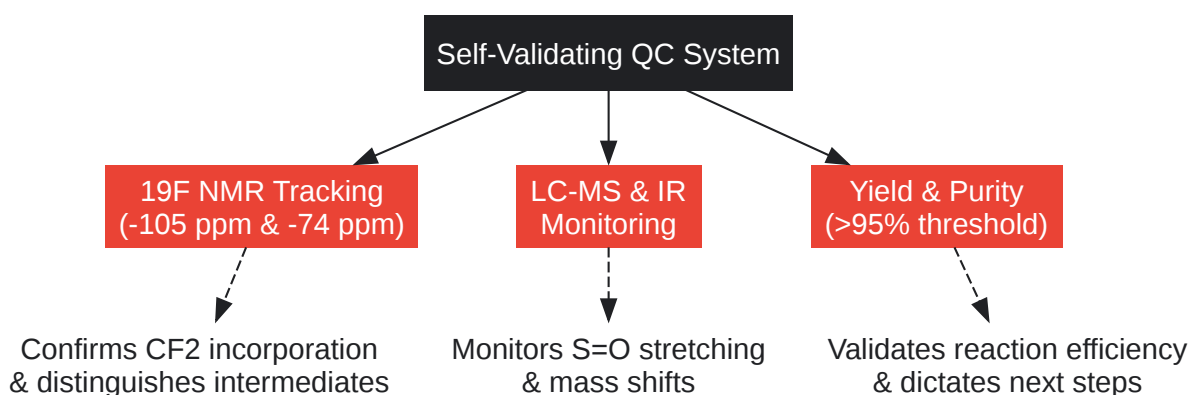 Self-Validating QC System
19F NMR Tracking
(-105 ppm & -74 ppm)
LC-MS & IR
Monitoring
Yield & Purity
(>95% threshold)
Confirms CF2 incorporation
& distinguishes intermediates
Monitors S=O stretching
& mass shifts
Validates reaction efficiency
& dictates next steps